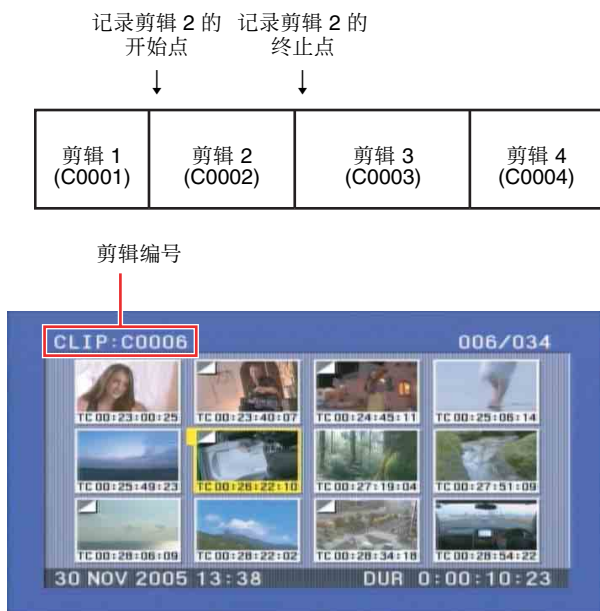 记录剪辑 2 的 记录剪辑 2 的
开始点 终止点
剪辑 1 剪辑 2 剪辑 3 剪辑 4
(C0001) (C0002) (C0003) (C0004)
剪辑编号
CLIP:C0006 006/034
TC 00:23:00:25 TC 00:23:40:07 TC 00:24:45:11 TC 00:25:06:14
TC 00:25:49:23 TC 00:26:22:10 TC 00:27:19:04 TC 00:27:51:09
TC 00:28:06:09 TC 00:28:22:02 TC 00:28:34:18 TC 00:28:54:22
30 NOV 2005 13:38 DUR 0:00:10:23